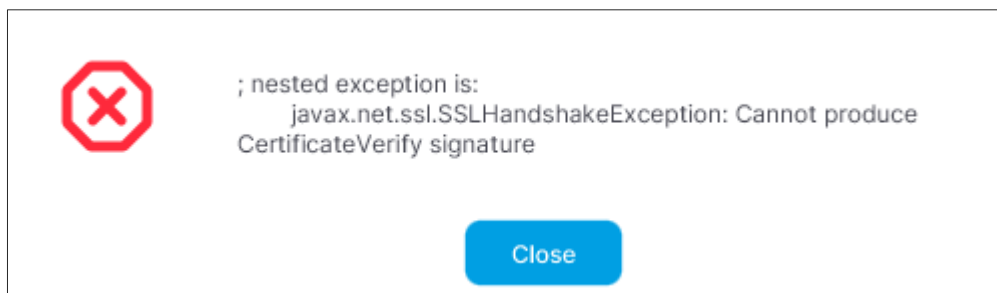 ; nested exception is:
javax.net.ssl.SSLHandshakeException: Cannot produce
CertificateVerify signature
Close